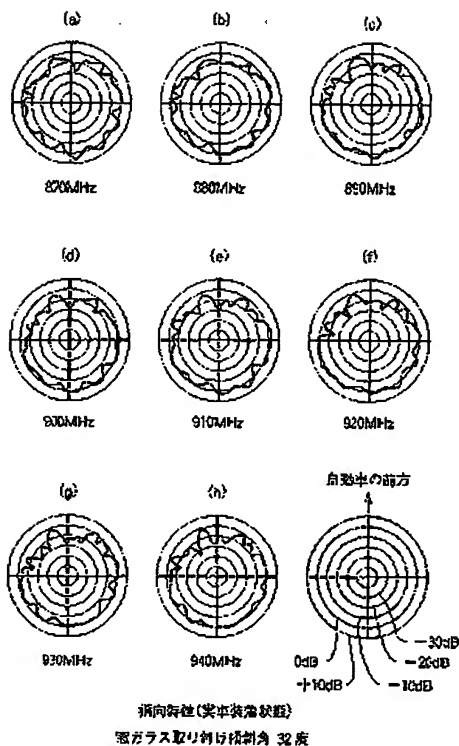 (a) (b) (c)
870MHz 880MHz 890MHz
(d) (e) (f)
900MHz 910MHz 920MHz
(g) (h) 自動車の前方
930MHz 940MHz
-30dB
0dB -20dB
+10dB -10dB
指向特性(実車装着状態)
窓ガラス取り付け傾斜角 32度